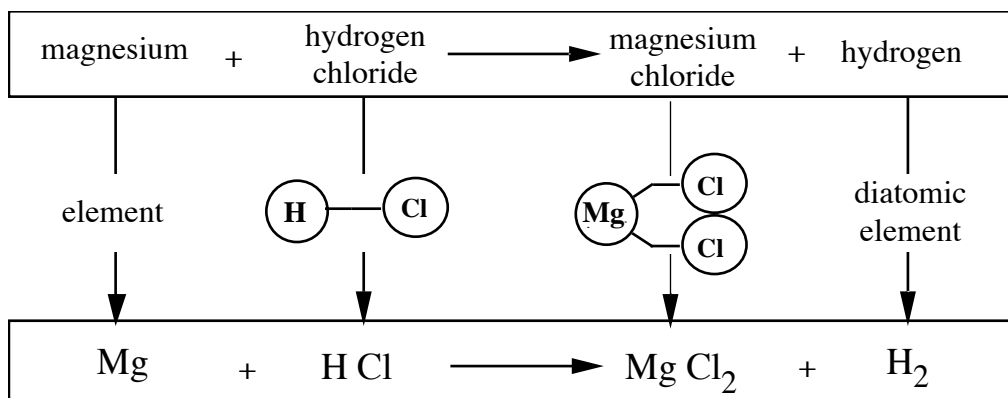 magnesium + hydrogen chloride ⟶ magnesium chloride + hydrogen
element
H Cl
Mg Cl Cl
diatomic element
Mg + H Cl ⟶ Mg Cl₂ + H₂